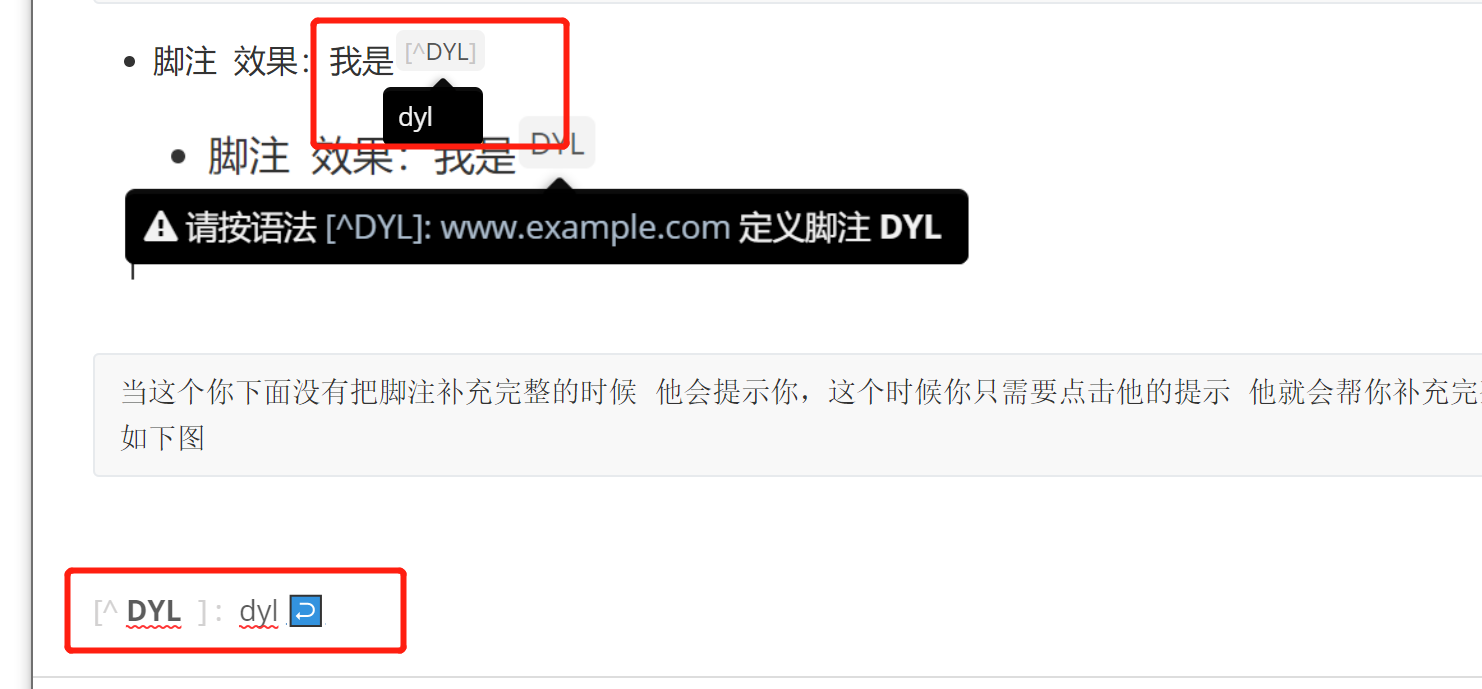 脚注 效果：我是[^DYL]
dyl
脚注 效果：我是DYL
请按语法 [^DYL]: www.example.com 定义脚注 DYL
当这个你下面没有把脚注补充完整的时候 他会提示你，这个时候你只需要点击他的提示 他就会帮你补充完
如下图
[^ DYL ]: dyl